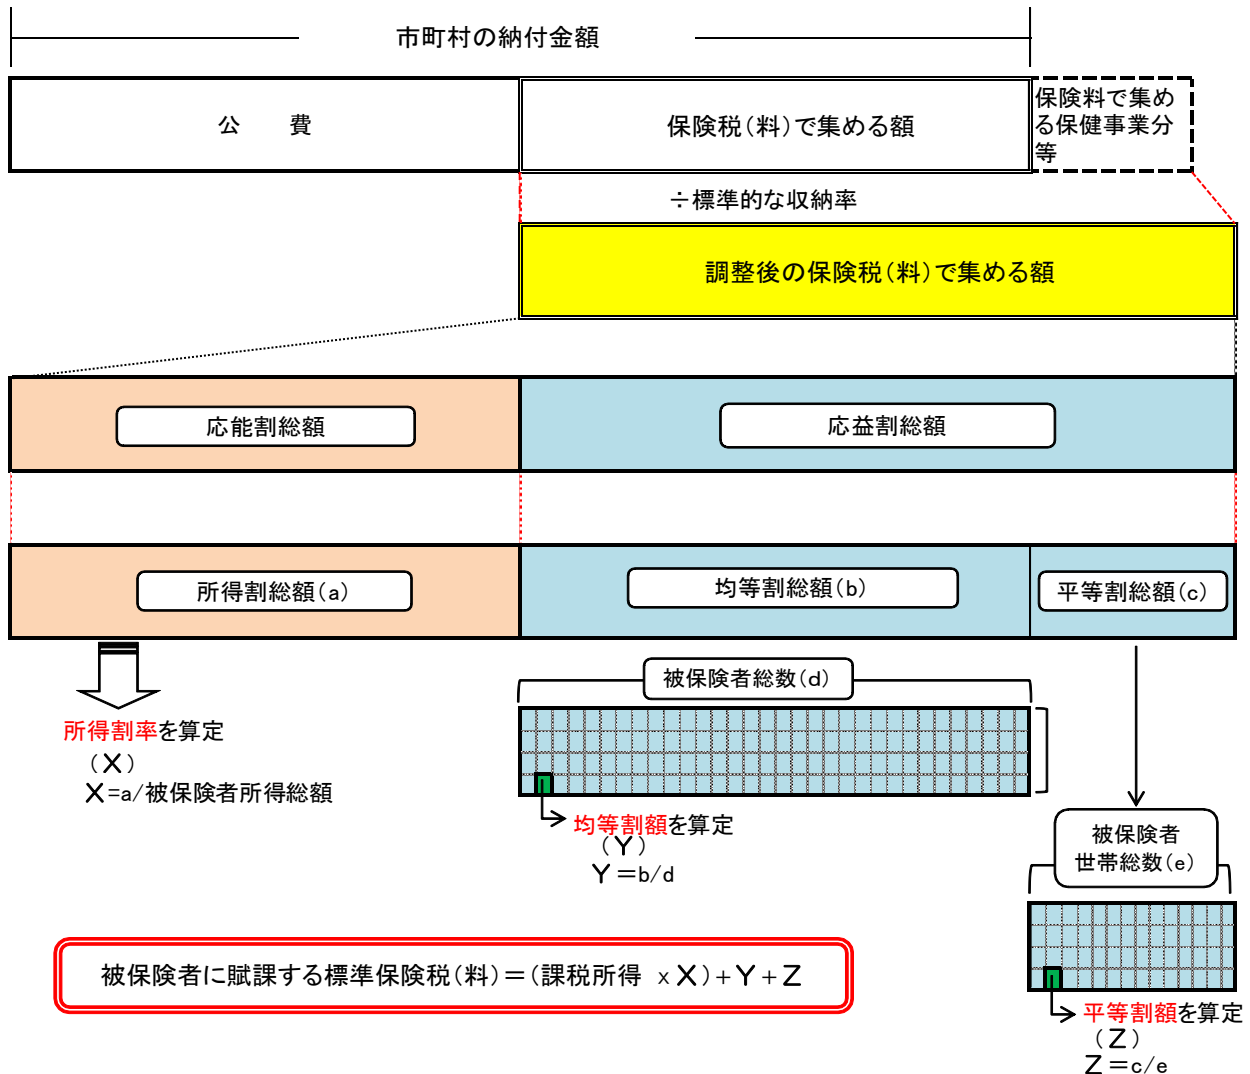 市町村の納付金額
公　　費
保険税(料)で集める額
保険料で集め
る保健事業分
等
÷標準的な収納率
調整後の保険税(料)で集める額
応能割総額
応益割総額
所得割総額(a)
均等割総額(b)
平等割総額(c)
被保険者総数(d)
所得割率を算定
(X)
X=a/被保険者所得総額
均等割額を算定
(Y)
Y=b/d
被保険者
世帯総数(e)
被保険者に賦課する標準保険税(料)=(課税所得 ×X)+Y+Z
平等割額を算定
(Z)
Z=c/e